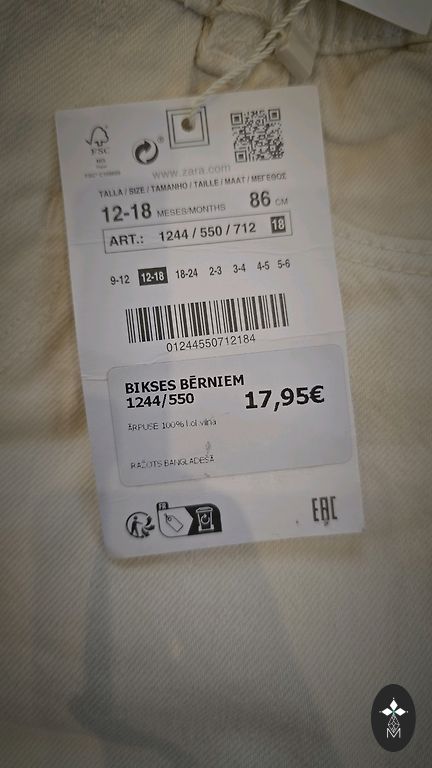 FSC
www.zara.com
TALLA / SIZE / TAMANHO / TAILLE / MAAT / ΜΕΓΕΘΟΣ
12-18 MESES/MONTHS 86 CM
ART.: 1244 / 550 / 712 18
9-12 12-18 18-24 2-3 3-4 4-5 5-6
01244550712184
BIKSES BĒRNIEM
1244/550 17,95€
ĀRPUSE 100% kokvilna
RAŽOTS BANGLADEŠĀ
FR
EAC
M